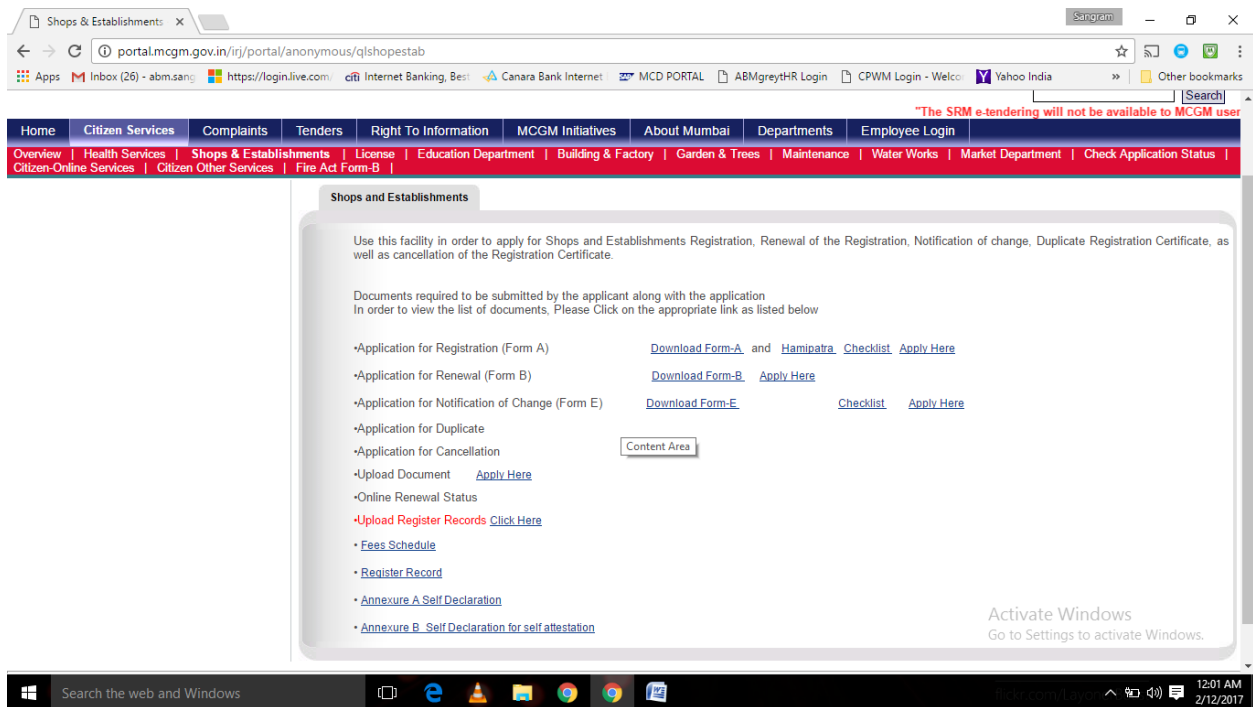 Shops & Establishments
Sangram
portal.mcgm.gov.in/irj/portal/anonymous/qlshopestab
Apps Inbox (26) - abm.sang https://login.live.com/ citi Internet Banking, Best Canara Bank Internet MCD PORTAL ABMgreytHR Login CPWM Login - Welco Yahoo India » Other bookmarks
Search
"The SRM e-tendering will not be available to MCGM user
Home Citizen Services Complaints Tenders Right To Information MCGM Initiatives About Mumbai Departments Employee Login
Overview | Health Services | Shops & Establishments | License | Education Department | Building & Factory | Garden & Trees | Maintenance | Water Works | Market Department | Check Application Status |
Citizen-Online Services | Citizen Other Services | Fire Act Form-B |
Shops and Establishments
Use this facility in order to apply for Shops and Establishments Registration, Renewal of the Registration, Notification of change, Duplicate Registration Certificate, as
well as cancellation of the Registration Certificate.
Documents required to be submitted by the applicant along with the application
In order to view the list of documents, Please Click on the appropriate link as listed below
•Application for Registration (Form A) Download Form-A and Hamipatra Checklist Apply Here
•Application for Renewal (Form B) Download Form-B Apply Here
•Application for Notification of Change (Form E) Download Form-E Checklist Apply Here
•Application for Duplicate
Content Area
•Application for Cancellation
•Upload Document Apply Here
•Online Renewal Status
•Upload Register Records Click Here
• Fees Schedule
• Register Record
• Annexure A Self Declaration
• Annexure B Self Declaration for self attestation
Activate Windows
Go to Settings to activate Windows.
Search the web and Windows
12:01 AM
2/12/2017